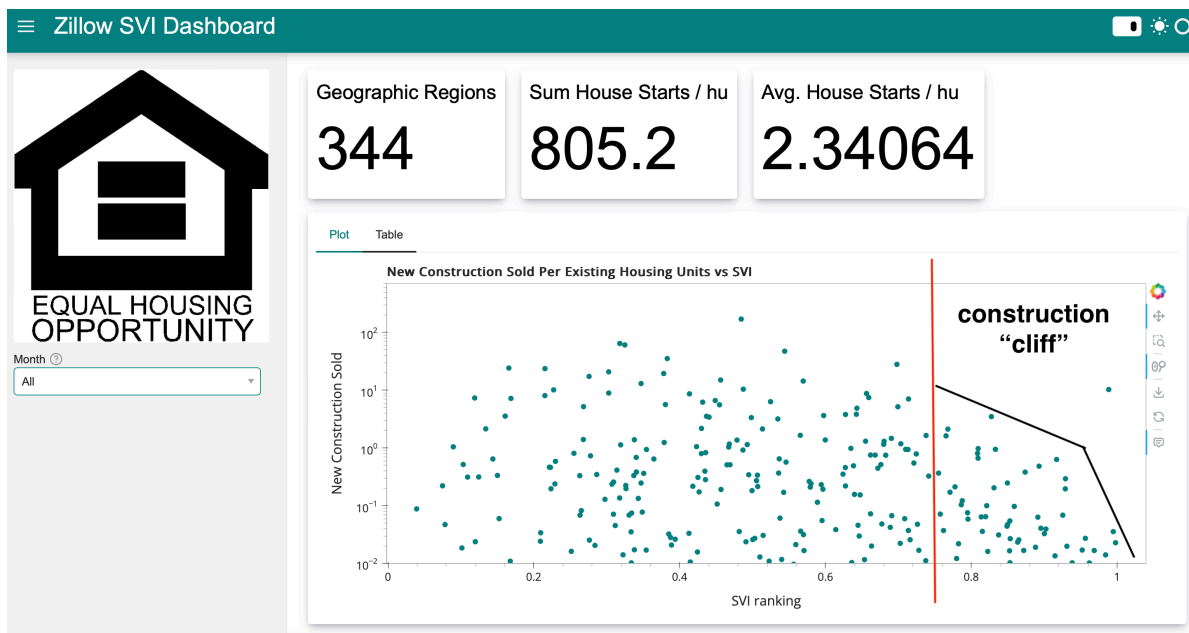 Zillow SVI Dashboard
EQUAL HOUSING
OPPORTUNITY
Month
?
All
Geographic Regions
344
Sum House Starts / hu
805.2
Avg. House Starts / hu
2.34064
Plot
Table
New Construction Sold Per Existing Housing Units vs SVI
construction
“cliff”
New Construction Sold
10²
10¹
10⁰
10⁻¹
10⁻²
0
0.2
0.4
0.6
0.8
1
SVI ranking